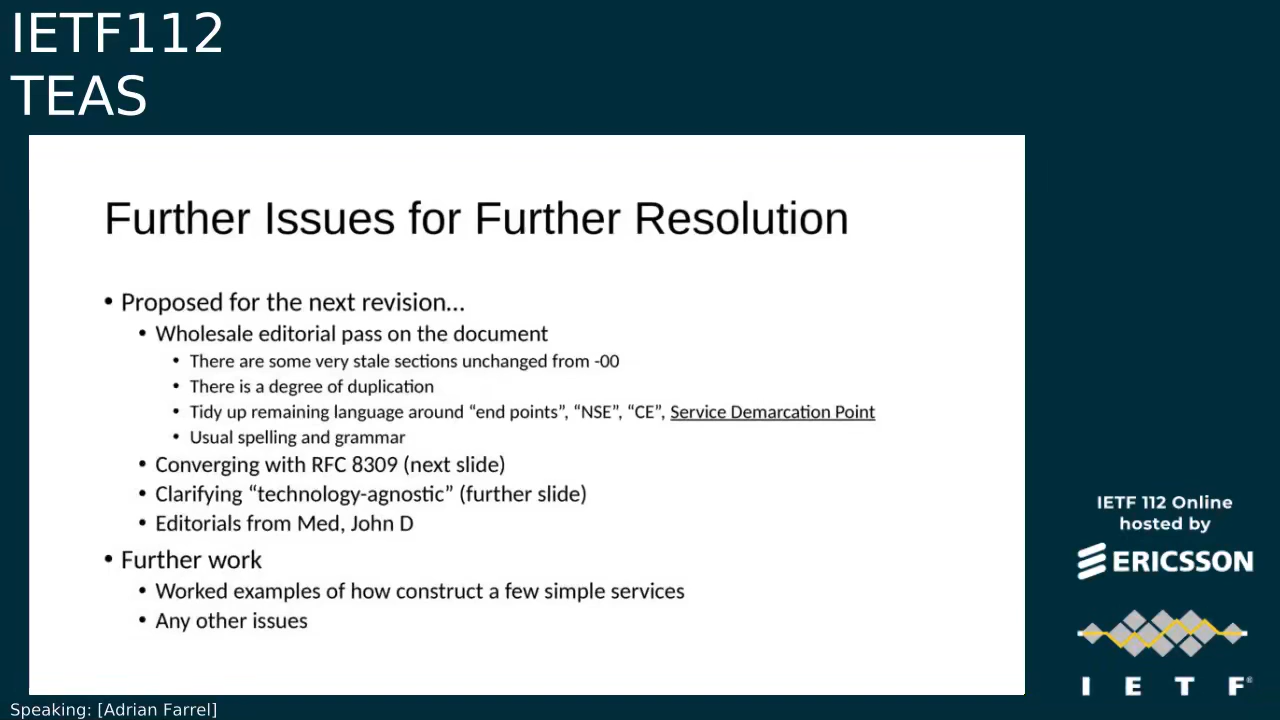 IETF112
TEAS
Further Issues for Further Resolution
• Proposed for the next revision...
• Wholesale editorial pass on the document
• There are some very stale sections unchanged from -00
• There is a degree of duplication
• Tidy up remaining language around “end points”, “NSE”, “CE”, Service Demarcation Point
• Usual spelling and grammar
• Converging with RFC 8309 (next slide)
• Clarifying “technology-agnostic” (further slide)
• Editorials from Med, John D
• Further work
• Worked examples of how construct a few simple services
• Any other issues
IETF 112 Online
hosted by
ERICSSON
I E T F®
Speaking: [Adrian Farrel]